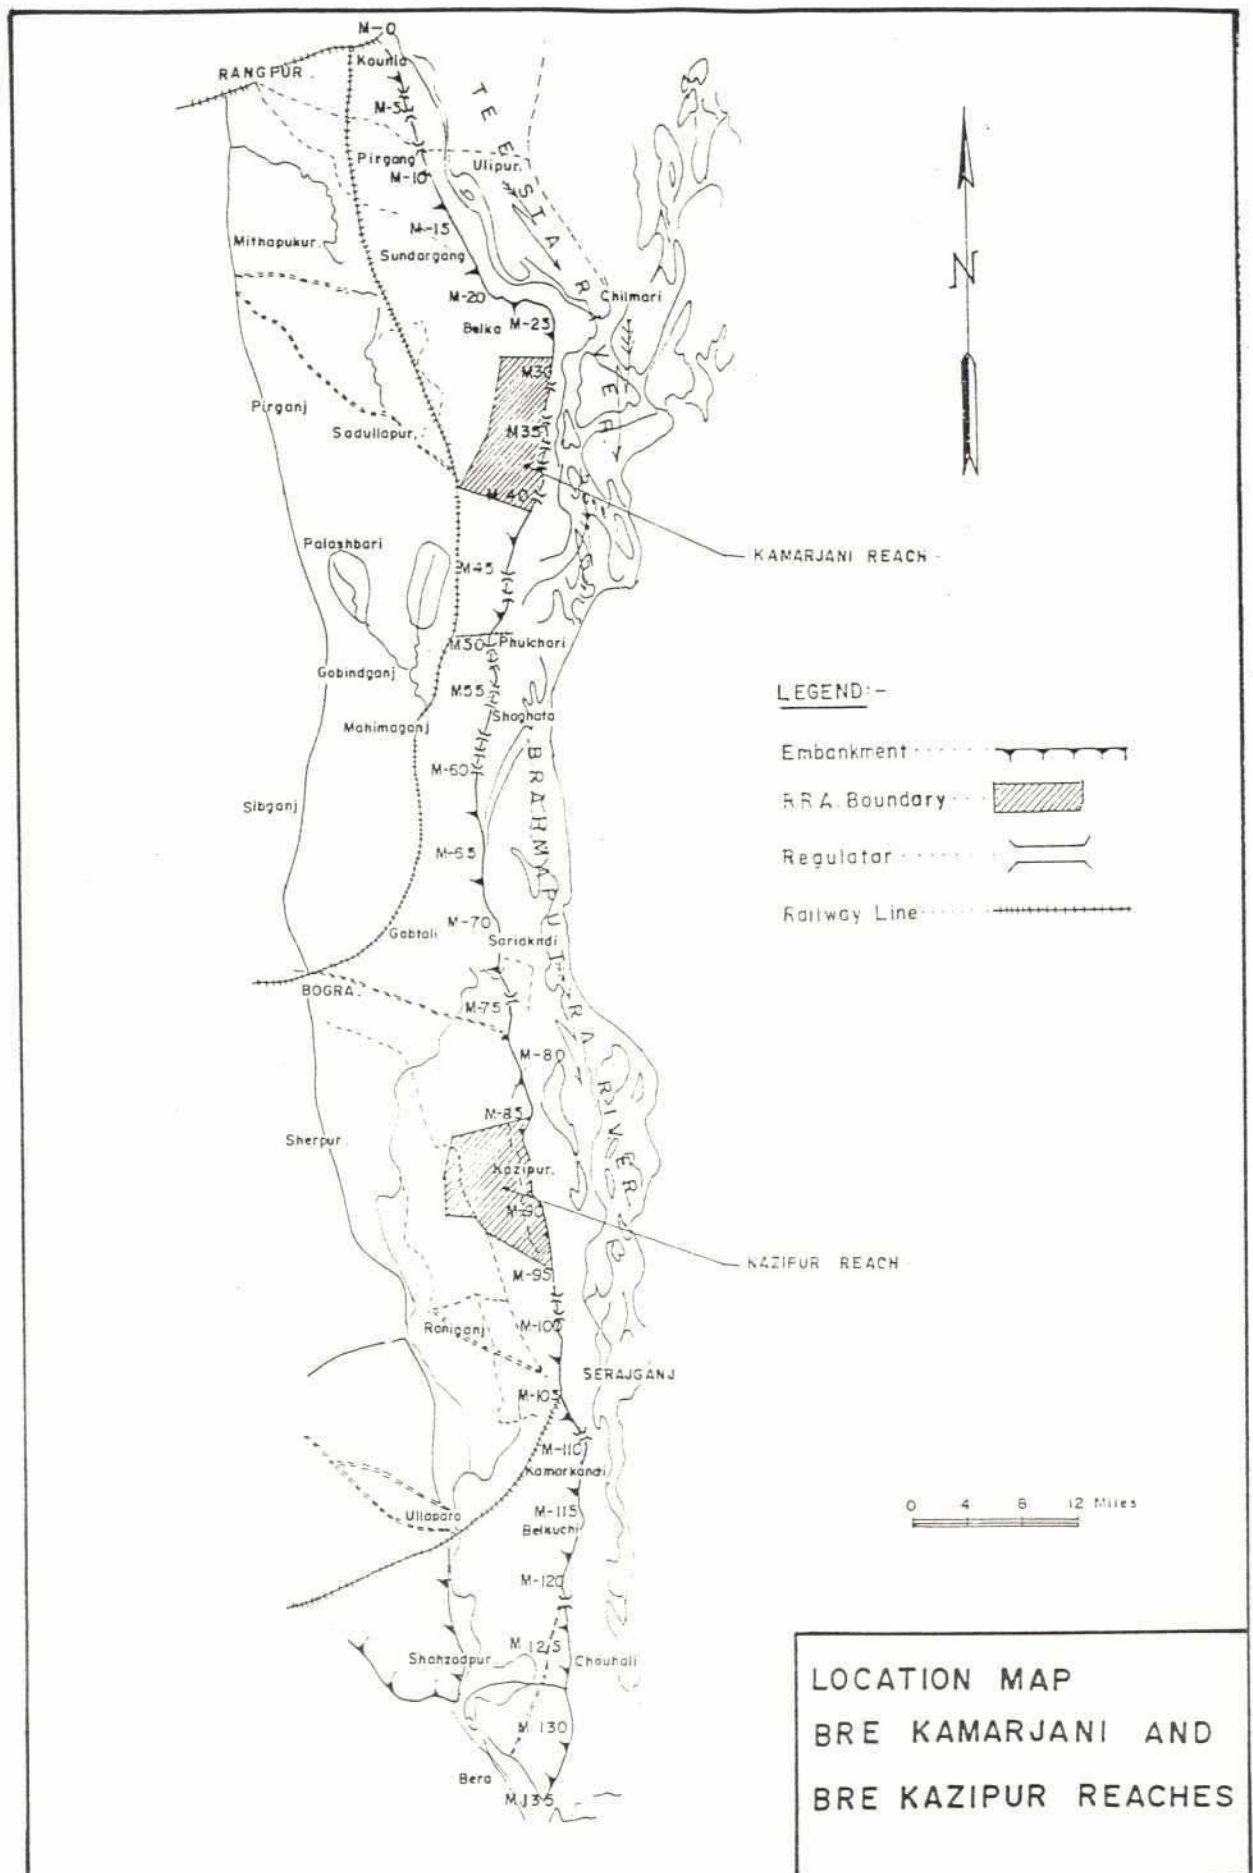 M-0
Kaunia
RANGPUR.
M-5
TEESTA RIVER
Pirgang
Ulipur.
M-10
M-15
Mithapukur.
Sundargang
N
M-20
Chilmari
Belka
M-25
M30
Pirganj
M35
Sadullapur.
M-40
Palashbari
KAMARJANI REACH
M45
M50
Phulchari
Gobindganj
M55
LEGEND:-
Mahimaganj
Shaghata
BRAHMAPUTRA RIVER
Embankment
M-60
Sibganj
R.R.A. Boundary
M-65
Regulator
M-70
Railway Line
Gabtali
Sariakndi
BOGRA.
M-75
M-80
M-85
Sherpur.
Kazipur.
M-90
KAZIPUR REACH
M-95
Raniganj
M-100
SERAJGANJ
M-105
M-110
Kamarkandi
0 4 8 12 Miles
M-115
Ullapara
Belkuchi
M-120
M 125
Shahzadpur
Chouhali
LOCATION MAP
BRE KAMARJANI AND
BRE KAZIPUR REACHES
M-130
Bera
M 135